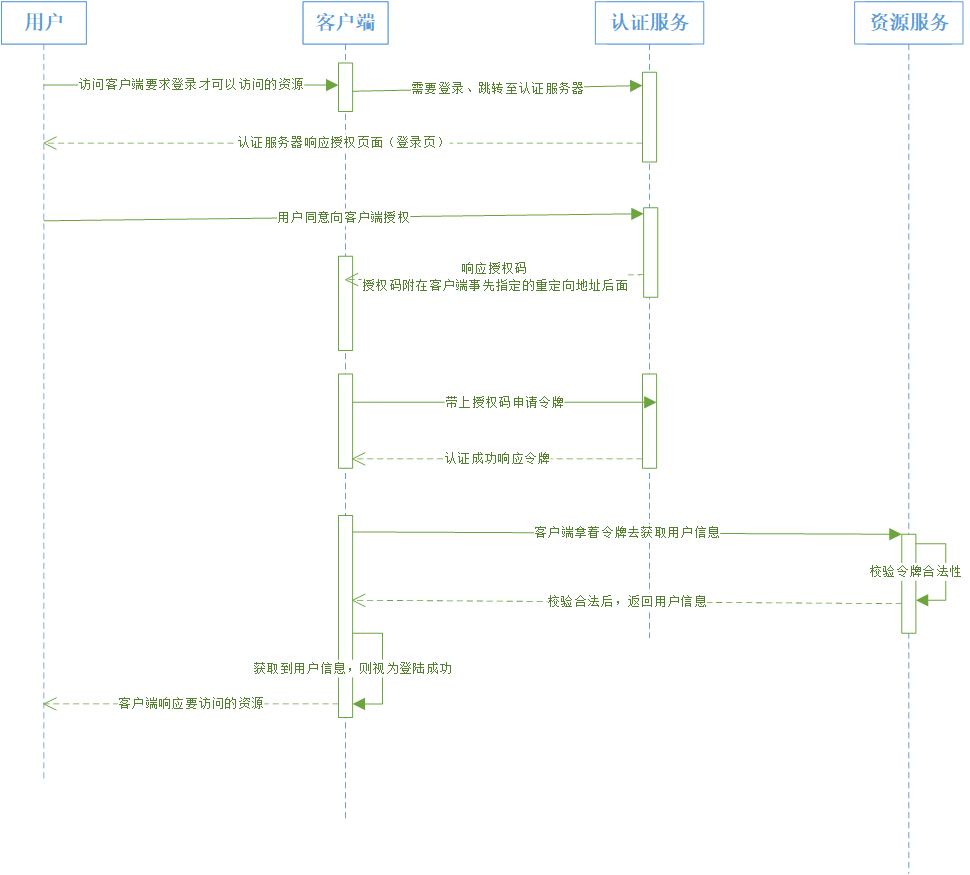 用户
客户端
认证服务
资源服务
访问客户端要求登录才可以访问的资源
需要登录、跳转至认证服务器
认证服务器响应授权页面（登录页）
用户同意向客户端授权
响应授权码
授权码附在客户端事先指定的重定向地址后面
带上授权码申请令牌
认证成功响应令牌
客户端拿着令牌去获取用户信息
校验令牌合法性
校验合法后，返回用户信息
获取到用户信息，则视为登陆成功
客户端响应要访问的资源